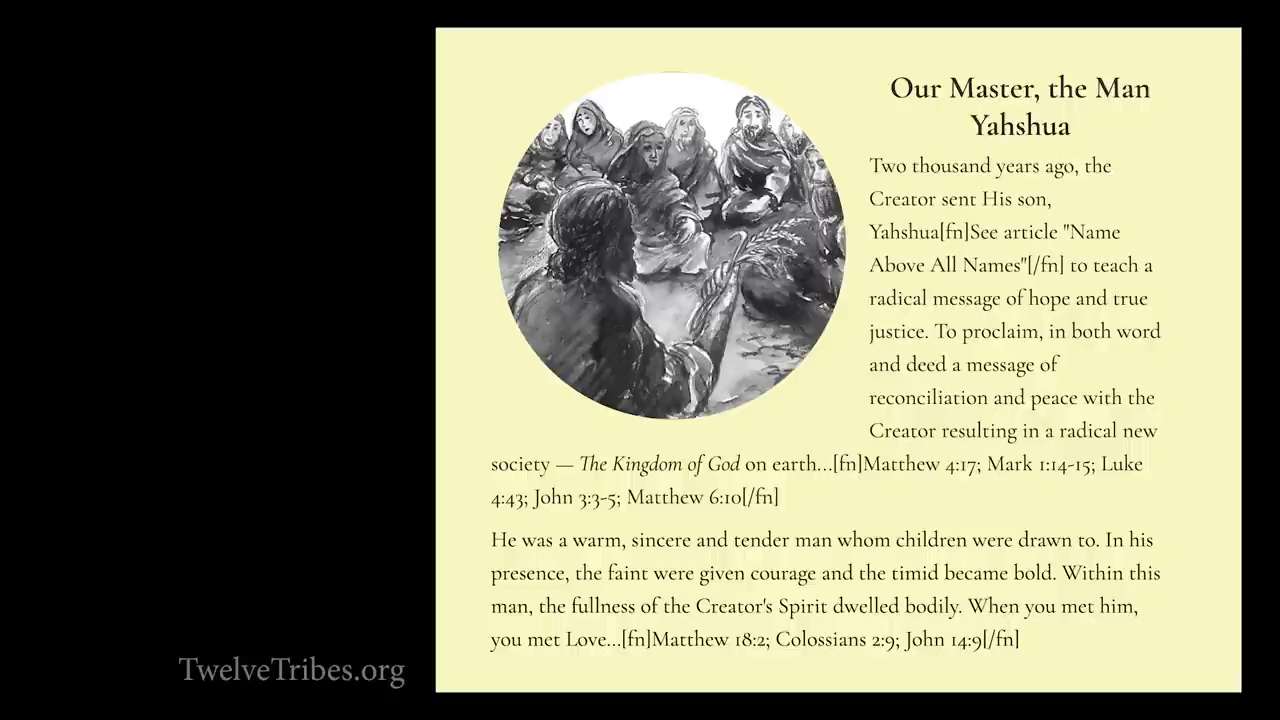 Our Master, the Man
Yahshua
Two thousand years ago, the
Creator sent His son,
Yahshua[fn]See article "Name
Above All Names"[/fn] to teach a
radical message of hope and true
justice. To proclaim, in both word
and deed a message of
reconciliation and peace with the
Creator resulting in a radical new
society — The Kingdom of God on earth...[fn]Matthew 4:17; Mark 1:14-15; Luke
4:43; John 3:3-5; Matthew 6:10[/fn]
He was a warm, sincere and tender man whom children were drawn to. In his
presence, the faint were given courage and the timid became bold. Within this
man, the fullness of the Creator's Spirit dwelled bodily. When you met him,
you met Love...[fn]Matthew 18:2; Colossians 2:9; John 14:9[/fn]
TwelveTribes.org